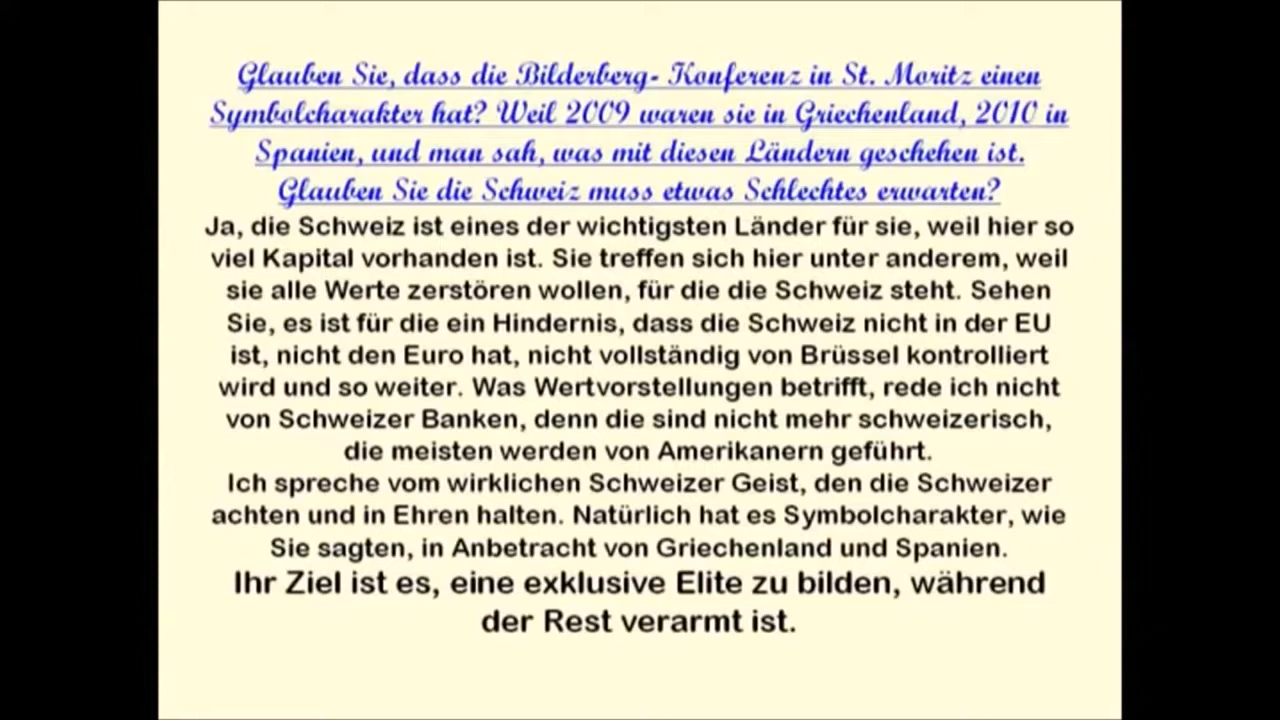 Glauben Sie, dass die Bilderberg- Konferenz in St. Moritz einen
Symbolcharakter hat? Weil 2009 waren sie in Griechenland, 2010 in
Spanien, und man sah, was mit diesen Ländern geschehen ist.
Glauben Sie die Schweiz muss etwas Schlechtes erwarten?
Ja, die Schweiz ist eines der wichtigsten Länder für sie, weil hier so
viel Kapital vorhanden ist. Sie treffen sich hier unter anderem, weil
sie alle Werte zerstören wollen, für die die Schweiz steht. Sehen
Sie, es ist für die ein Hindernis, dass die Schweiz nicht in der EU
ist, nicht den Euro hat, nicht vollständig von Brüssel kontrolliert
wird und so weiter. Was Wertvorstellungen betrifft, rede ich nicht
von Schweizer Banken, denn die sind nicht mehr schweizerisch,
die meisten werden von Amerikanern geführt.
Ich spreche vom wirklichen Schweizer Geist, den die Schweizer
achten und in Ehren halten. Natürlich hat es Symbolcharakter, wie
Sie sagten, in Anbetracht von Griechenland und Spanien.
Ihr Ziel ist es, eine exklusive Elite zu bilden, während
der Rest verarmt ist.